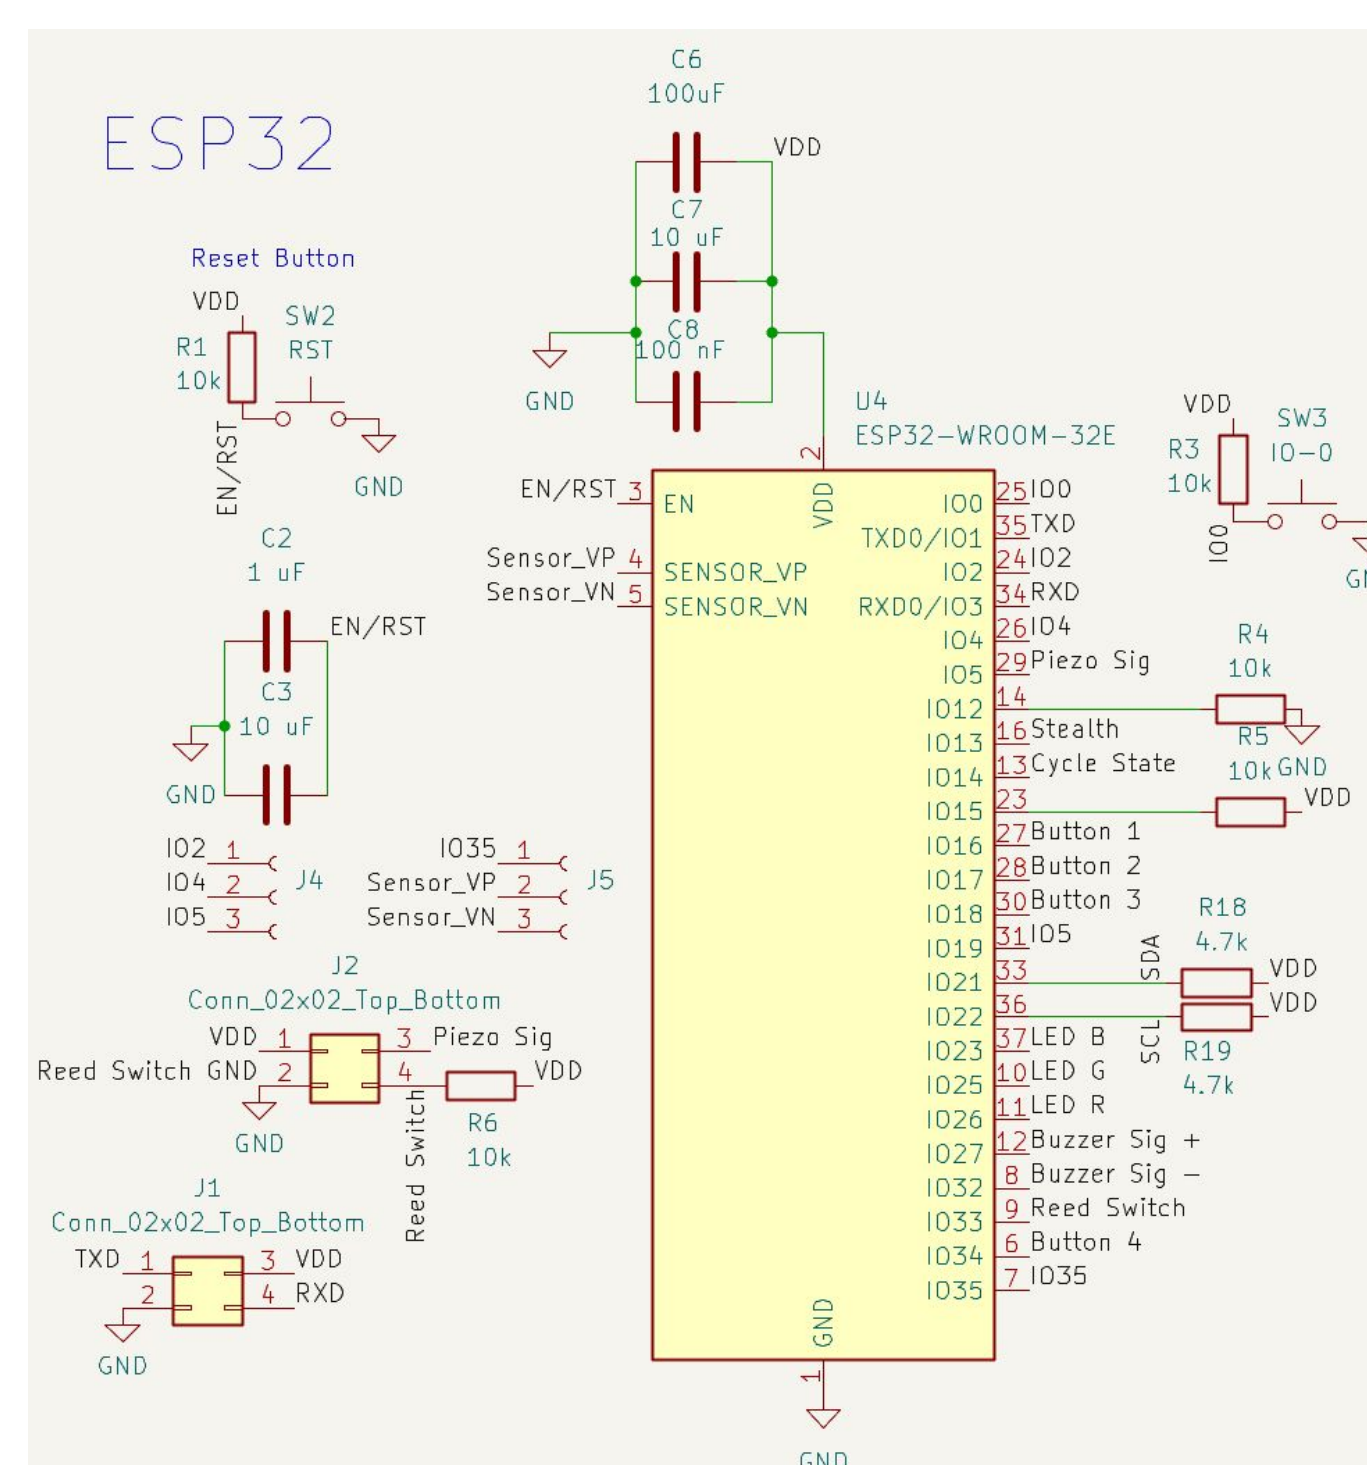 ESP32
C6
100uF
VDD
C7
10 uF
C8
100 nF
GND
Reset Button
VDD
SW2
RST
R1
10k
EN/RST
GND
C2
1 uF
EN/RST
C3
10 uF
GND
IO2 1
IO4 2
IO5 3
J4
IO35 1
Sensor_VP 2
Sensor_VN 3
J5
J2
Conn_02x02_Top_Bottom
VDD 1
3 Piezo Sig
Reed Switch GND 2
4
VDD
GND
Reed Switch
R6
10k
J1
Conn_02x02_Top_Bottom
TXD 1
3 VDD
2
4 RXD
GND
U4
ESP32-WROOM-32E
2
VDD
EN/RST 3 EN
Sensor_VP 4 SENSOR_VP
Sensor_VN 5 SENSOR_VN
IO0 25 IO0
TXD0/IO1 35 TXD
IO2 24 IO2
RXD0/IO3 34 RXD
IO4 26 IO4
IO5 29 Piezo Sig
IO12 14
IO13 16 Stealth
IO14 13 Cycle State
IO15 23
IO16 27 Button 1
IO17 28 Button 2
IO18 30 Button 3
IO19 31 IO5
IO21 33
IO22 36
IO23 37 LED B
IO25 10 LED G
IO26 11 LED R
IO27 12 Buzzer Sig +
IO32 8 Buzzer Sig -
IO33 9 Reed Switch
IO34 6 Button 4
IO35 7 IO35
GND
1
GND
VDD
SW3
IO-0
R3
10k
IO0
R4
10k
GND
R5
10k
VDD
R18
4.7k
SDA
VDD
VDD
SCL
R19
4.7k